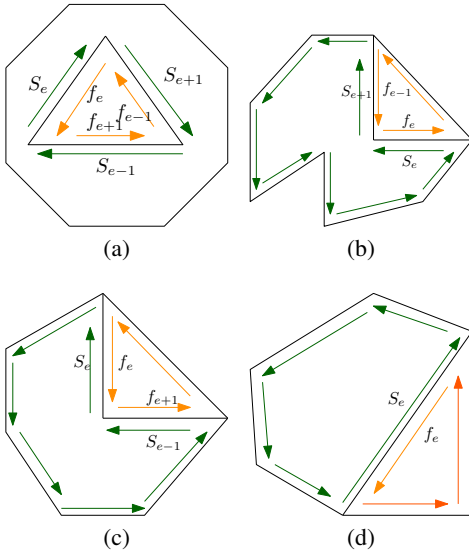 S_e
S_{e+1}
f_e
f_{e-1}
f_{e+1}
S_{e-1}
(a)
S_{e+1}
f_{e-1}
f_e
S_e
(b)
S_e
f_e
f_{e+1}
S_{e-1}
(c)
S_e
f_e
(d)